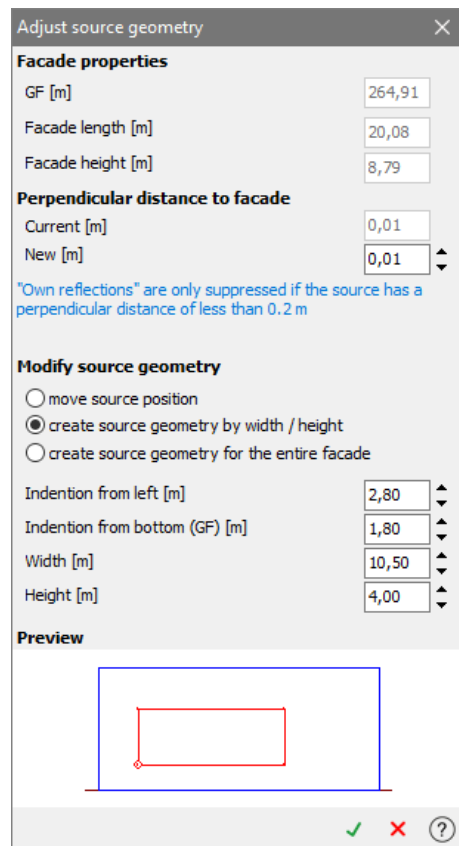 Adjust source geometry
Facade properties
GF [m] 264,91
Facade length [m] 20,08
Facade height [m] 8,79
Perpendicular distance to facade
Current [m] 0,01
New [m] 0,01
"Own reflections" are only suppressed if the source has a
perpendicular distance of less than 0.2 m
Modify source geometry
move source position
create source geometry by width / height
create source geometry for the entire facade
Indention from left [m] 2,80
Indention from bottom (GF) [m] 1,80
Width [m] 10,50
Height [m] 4,00
Preview
?